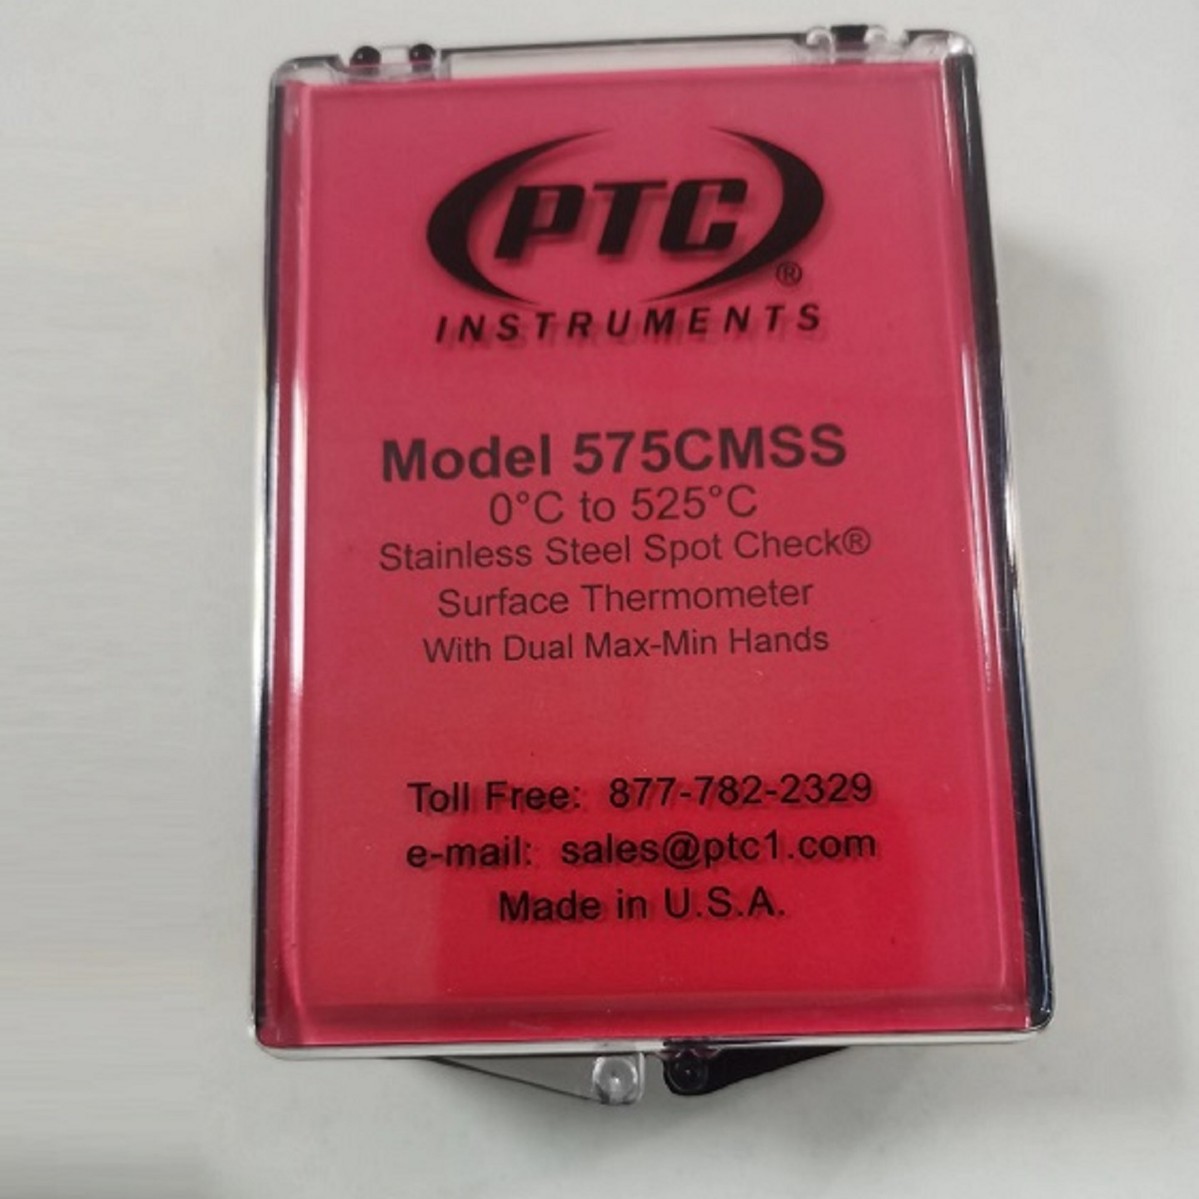 PTC
®
INSTRUMENTS
Model 575CMSS
0°C to 525°C
Stainless Steel Spot Check®
Surface Thermometer
With Dual Max-Min Hands
Toll Free: 877-782-2329
e-mail: sales@ptc1.com
Made in U.S.A.